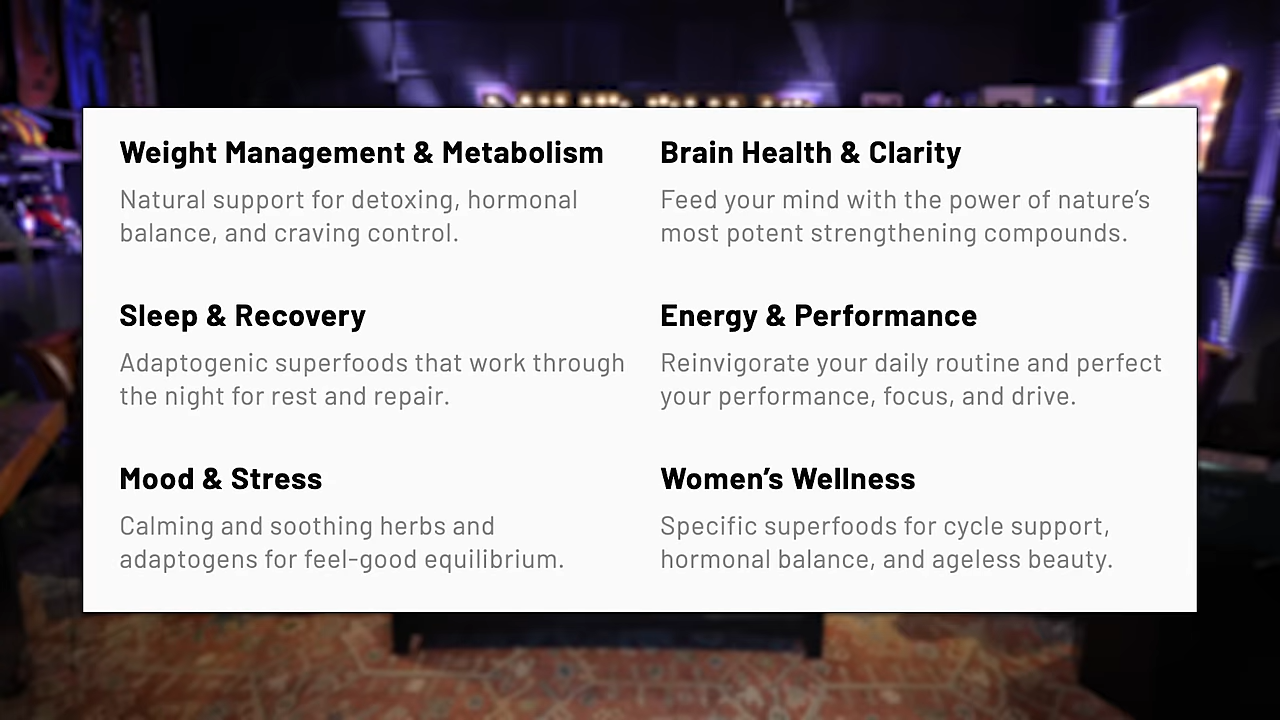 Weight Management & Metabolism
Natural support for detoxing, hormonal
balance, and craving control.
Brain Health & Clarity
Feed your mind with the power of nature’s
most potent strengthening compounds.
Sleep & Recovery
Adaptogenic superfoods that work through
the night for rest and repair.
Energy & Performance
Reinvigorate your daily routine and perfect
your performance, focus, and drive.
Mood & Stress
Calming and soothing herbs and
adaptogens for feel-good equilibrium.
Women’s Wellness
Specific superfoods for cycle support,
hormonal balance, and ageless beauty.